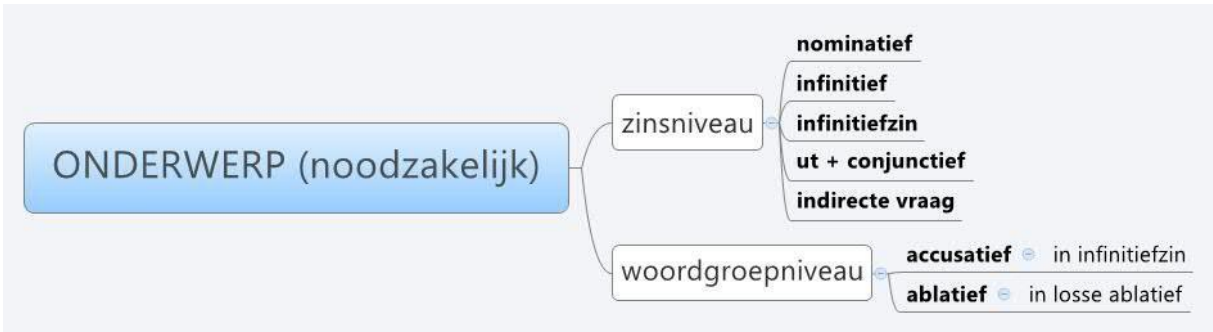 ONDERWERP (noodzakelijk)
zinsniveau
nominatief
infinitief
infinitiefzin
ut + conjunctief
indirecte vraag
woordgroepniveau
accusatief in infinitiefzin
ablatief in losse ablatief